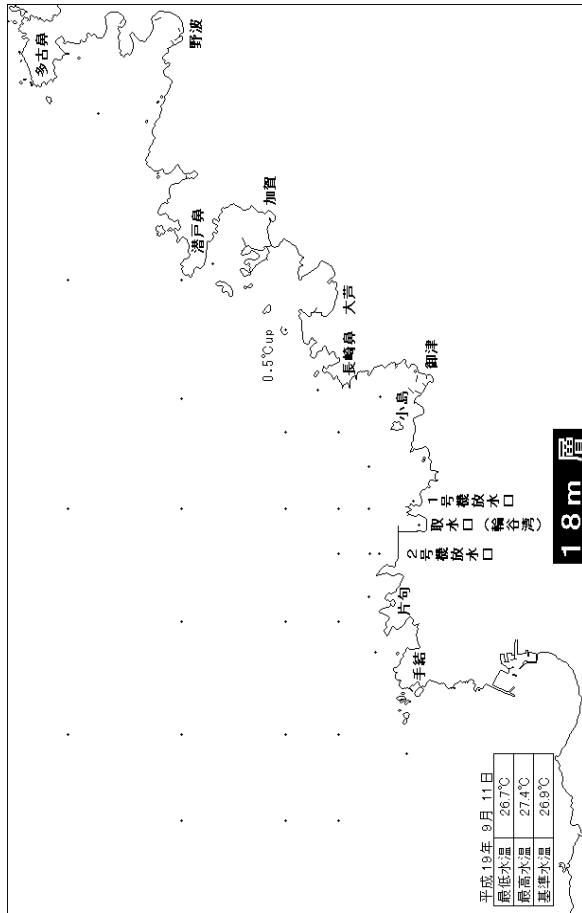 多古鼻
野波
潜戸鼻
加賀
0.5℃up
大芦
長崎鼻
御津
小島
1号機放水口
取水口(輪谷湾)
2号機放水口
片句
手結
18m 層
平成19年 9月 11日
最低水温 26.7℃
最高水温 27.4℃
基準水温 26.9℃